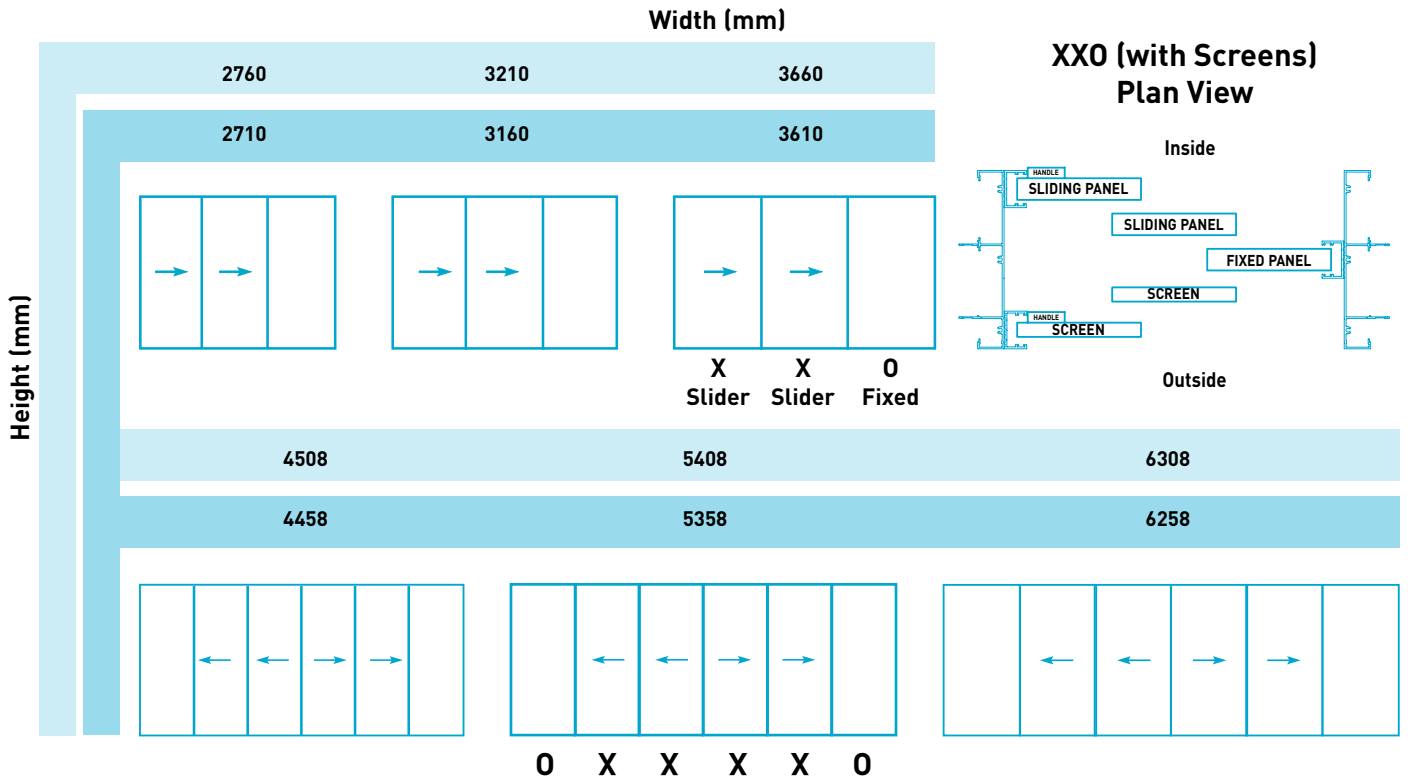 Width (mm)
2760 3210 3660
2710 3160 3610
XXO (with Screens)
Plan View
Inside
HANDLE
SLIDING PANEL
SLIDING PANEL
FIXED PANEL
SCREEN
HANDLE
SCREEN
Outside
X X O
Slider Slider Fixed
Height (mm)
4508 5408 6308
4458 5358 6258
O X X X X O